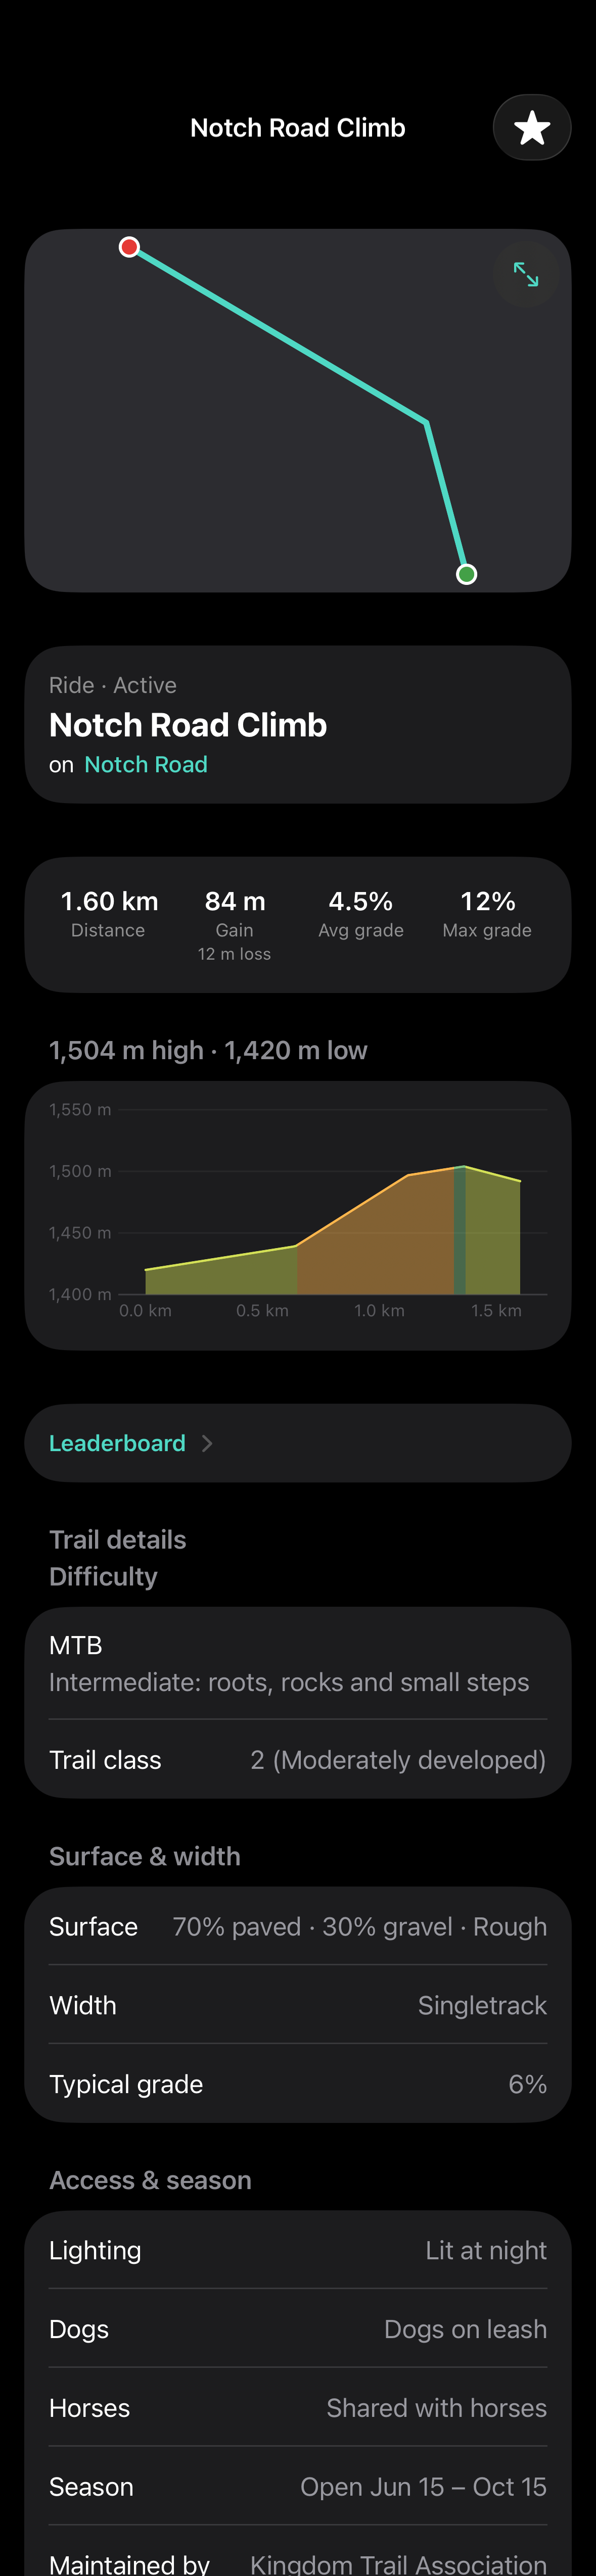 Notch Road Climb
Ride · Active
Notch Road Climb
on Notch Road
1.60 km 84 m 4.5% 12%
Distance Gain Avg grade Max grade
12 m loss
1,504 m high · 1,420 m low
1,550 m
1,500 m
1,450 m
1,400 m
0.0 km 0.5 km 1.0 km 1.5 km
Leaderboard
Trail details
Difficulty
MTB
Intermediate: roots, rocks and small steps
Trail class 2 (Moderately developed)
Surface & width
Surface 70% paved · 30% gravel · Rough
Width Singletrack
Typical grade 6%
Access & season
Lighting Lit at night
Dogs Dogs on leash
Horses Shared with horses
Season Open Jun 15 – Oct 15
Maintained by Kingdom Trail Association